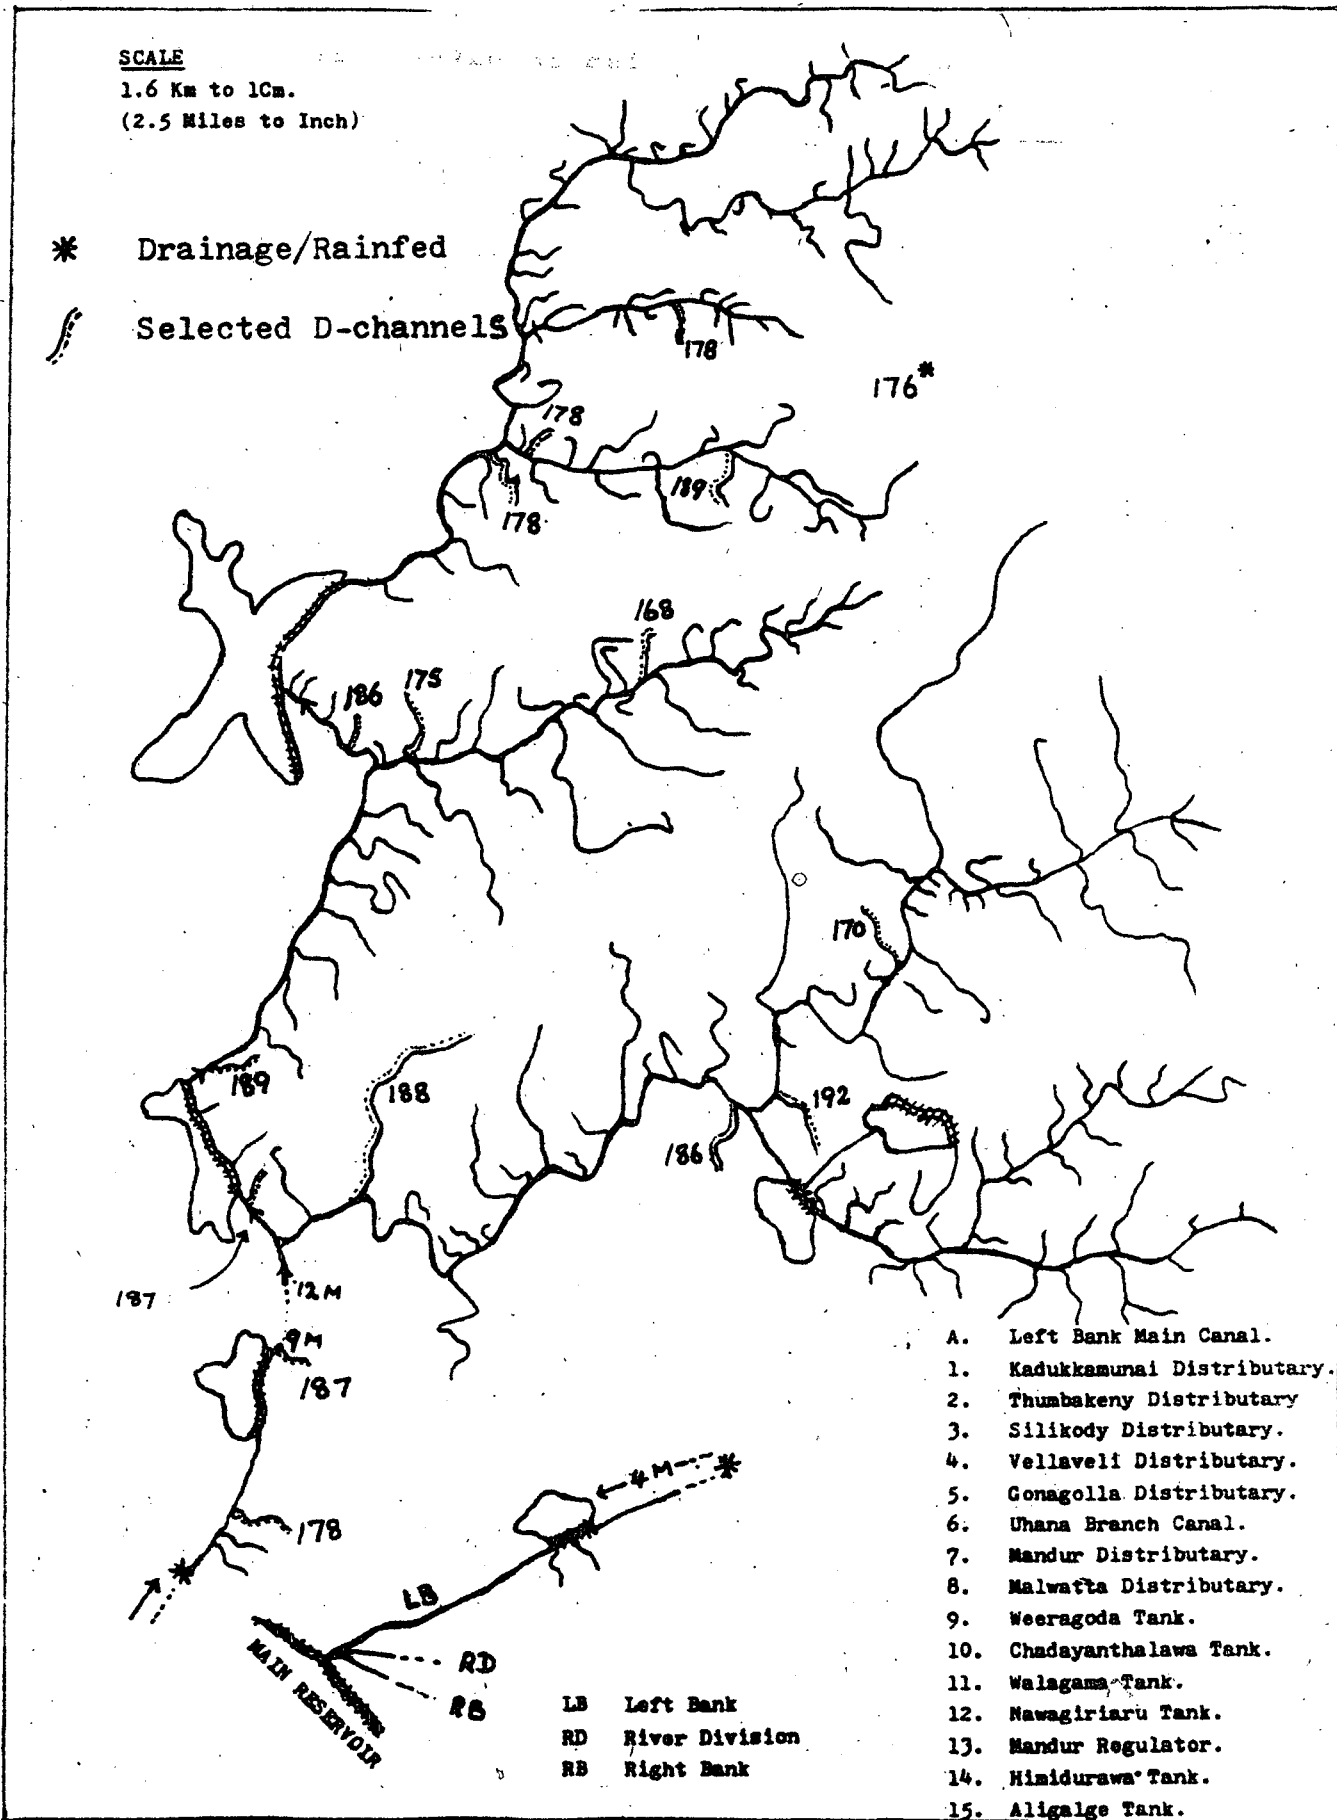 SCALE
1.6 Km to 1Cm.
(2.5 Miles to Inch)
* Drainage/Rainfed
Selected D-channels
178
176*
178
189
178
168
175
186
170
189
188
192
186
187
12 M
9 M
187
4 M
178
LB
RD
RB
MAIN RESERVOIR
LB Left Bank
RD River Division
RB Right Bank
A. Left Bank Main Canal.
1. Kadukkamunai Distributary.
2. Thumbakeny Distributary
3. Silikody Distributary.
4. Vellaveli Distributary.
5. Gonagolla Distributary.
6. Uhana Branch Canal.
7. Mandur Distributary.
8. Malwatta Distributary.
9. Weeragoda Tank.
10. Chadayanthalawa Tank.
11. Walagama Tank.
12. Nawagiriaru Tank.
13. Mandur Regulator.
14. Himidurawa Tank.
15. Aligalge Tank.